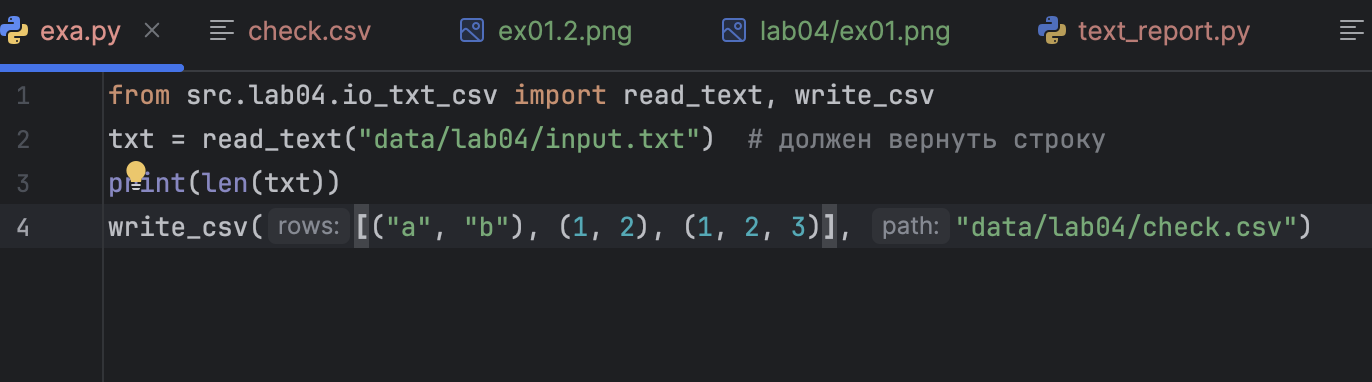 exa.py check.csv ex01.2.png lab04/ex01.png text_report.py
1 from src.lab04.io_txt_csv import read_text, write_csv
2 txt = read_text("data/lab04/input.txt")  # должен вернуть строку
3 print(len(txt))
4 write_csv( rows: [("a", "b"), (1, 2), (1, 2, 3)], path: "data/lab04/check.csv")